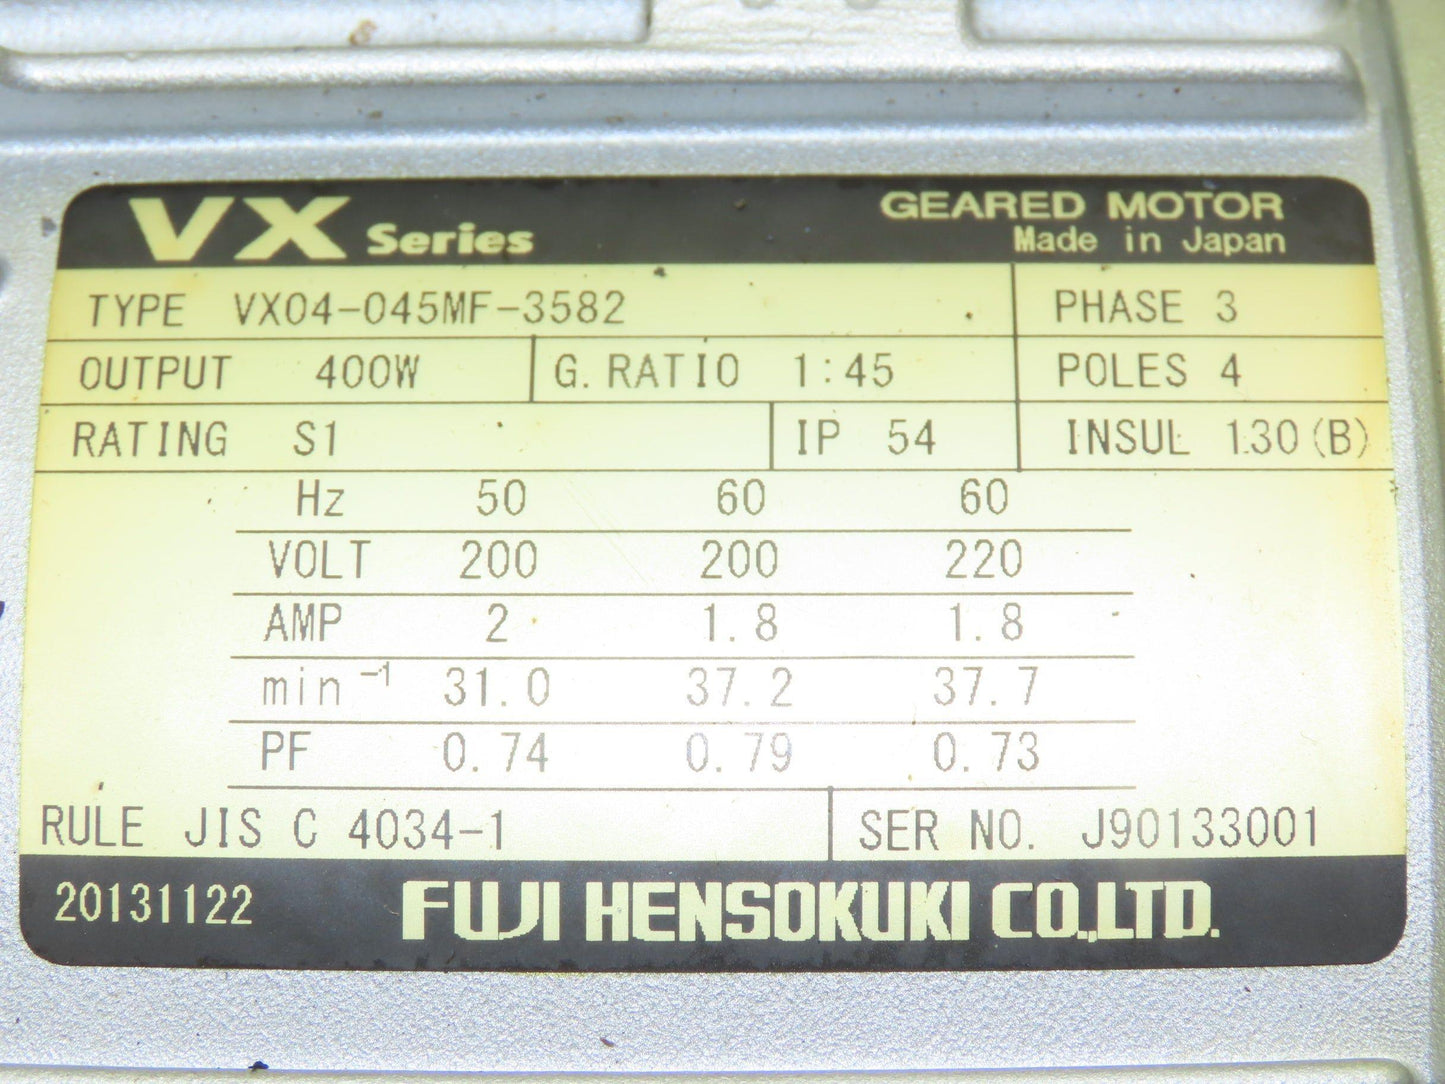 VX Series GEARED MOTOR
Made in Japan
TYPE VX04-045MF-3582 PHASE 3
OUTPUT 400W G.RATIO 1:45 POLES 4
RATING S1 IP 54 INSUL 130(B)
Hz 50 60 60
VOLT 200 200 220
AMP 2 1.8 1.8
min⁻¹ 31.0 37.2 37.7
PF 0.74 0.79 0.73
RULE JIS C 4034-1 SER NO. J90133001
20131122 FUJI HENSOKUKI CO.,LTD.